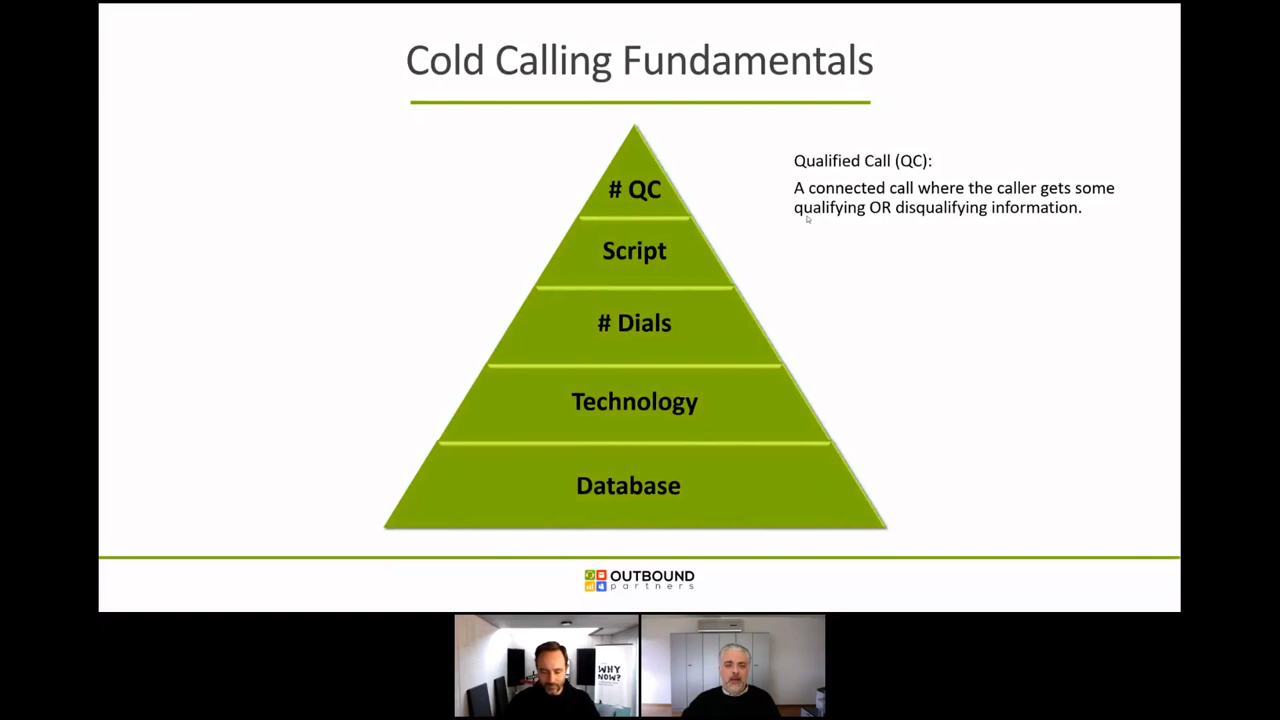 Cold Calling Fundamentals
# QC
Script
# Dials
Technology
Database
Qualified Call (QC):
A connected call where the caller gets some
qualifying OR disqualifying information.
OUTBOUND
partners
WHY
NOW?